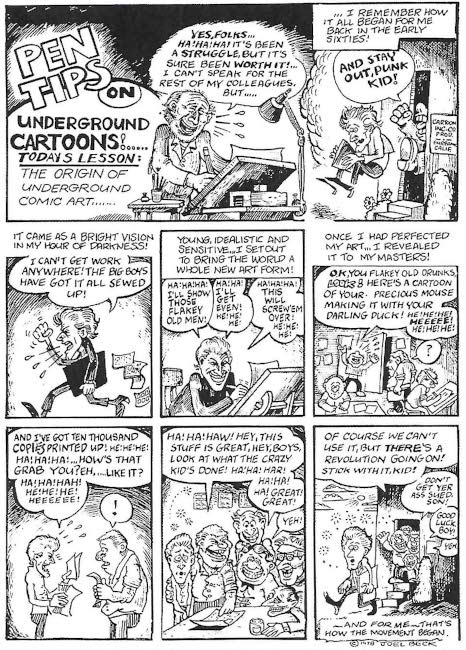 PEN
TIPS ON
UNDERGROUND
CARTOONS!.....
TODAYS LESSON:
THE ORIGIN OF
UNDERGROUND
COMIC ART.......
YES, FOLKS...
HA!HA!HA! IT'S BEEN
A STRUGGLE, BUT IT'S
SURE BEEN WORTH IT!...
I CAN'T SPEAK FOR THE
REST OF MY COLLEAGUES.
BUT.....
... I REMEMBER HOW
IT ALL BEGAN FOR ME
BACK IN THE EARLY
SIXTIES!
AND STAY
OUT, PUNK
KID!
IT CAME AS A BRIGHT VISION
IN MY HOUR OF DARKNESS!
I CAN'T GET WORK
ANYWHERE! THE BIG BOYS
HAVE GOT IT ALL SEWED
UP!
YOUNG, IDEALISTIC AND
SENSITIVE...I SET OUT
TO BRING THE WORLD A
WHOLE NEW ART FORM!
HA!HA!HA!
I'LL SHOW
THOSE
FLAKEY
OLD MEN!
HA!HA!
I'LL
GET
EVEN!
HE!HE!
HE!
HA!HA!HA!
THIS
WILL
SCREW'EM
OVER!
HE!HE!
HE!
ONCE I HAD PERFECTED
MY ART... I REVEALED
IT TO MY MASTERS!
O.K, YOU FLAKEY OLD DRUNKS,
HERE'S A CARTOON
OF YOUR PRECIOUS MOUSE
MAKING IT WITH YOUR
DARLING DUCK! HE!HE!HE!
HEEEEE!
HE!HE!HE!
?
AND I'VE GOT TEN THOUSAND
COPIES PRINTED UP! HE!HE!HE!
HA!HA!HA!...HOW'S THAT
GRAB YOU? EH,....LIKE IT?
HA!HA!HAH!
HE!HE!HE!
HEEEEEE!
!
HA!HA!HAW! HEY, THIS
STUFF IS GREAT, HEY, BOYS,
LOOK AT WHAT THE CRAZY
KID'S DONE! HA!HA! HAR!
HA!HA!
HA! GREAT!
GREAT!
YEH!
OF COURSE WE CAN'T
USE IT, BUT THERE'S A
REVOLUTION GOING ON!
STICK WITH IT, KID!
DON'T
GET YER
ASS SUED,
SON!
GOOD
LUCK,
BOY!
YEH!
~AND FOR ME~THAT'S
HOW THE MOVEMENT BEGAN.
© 1978 JOEL BECK